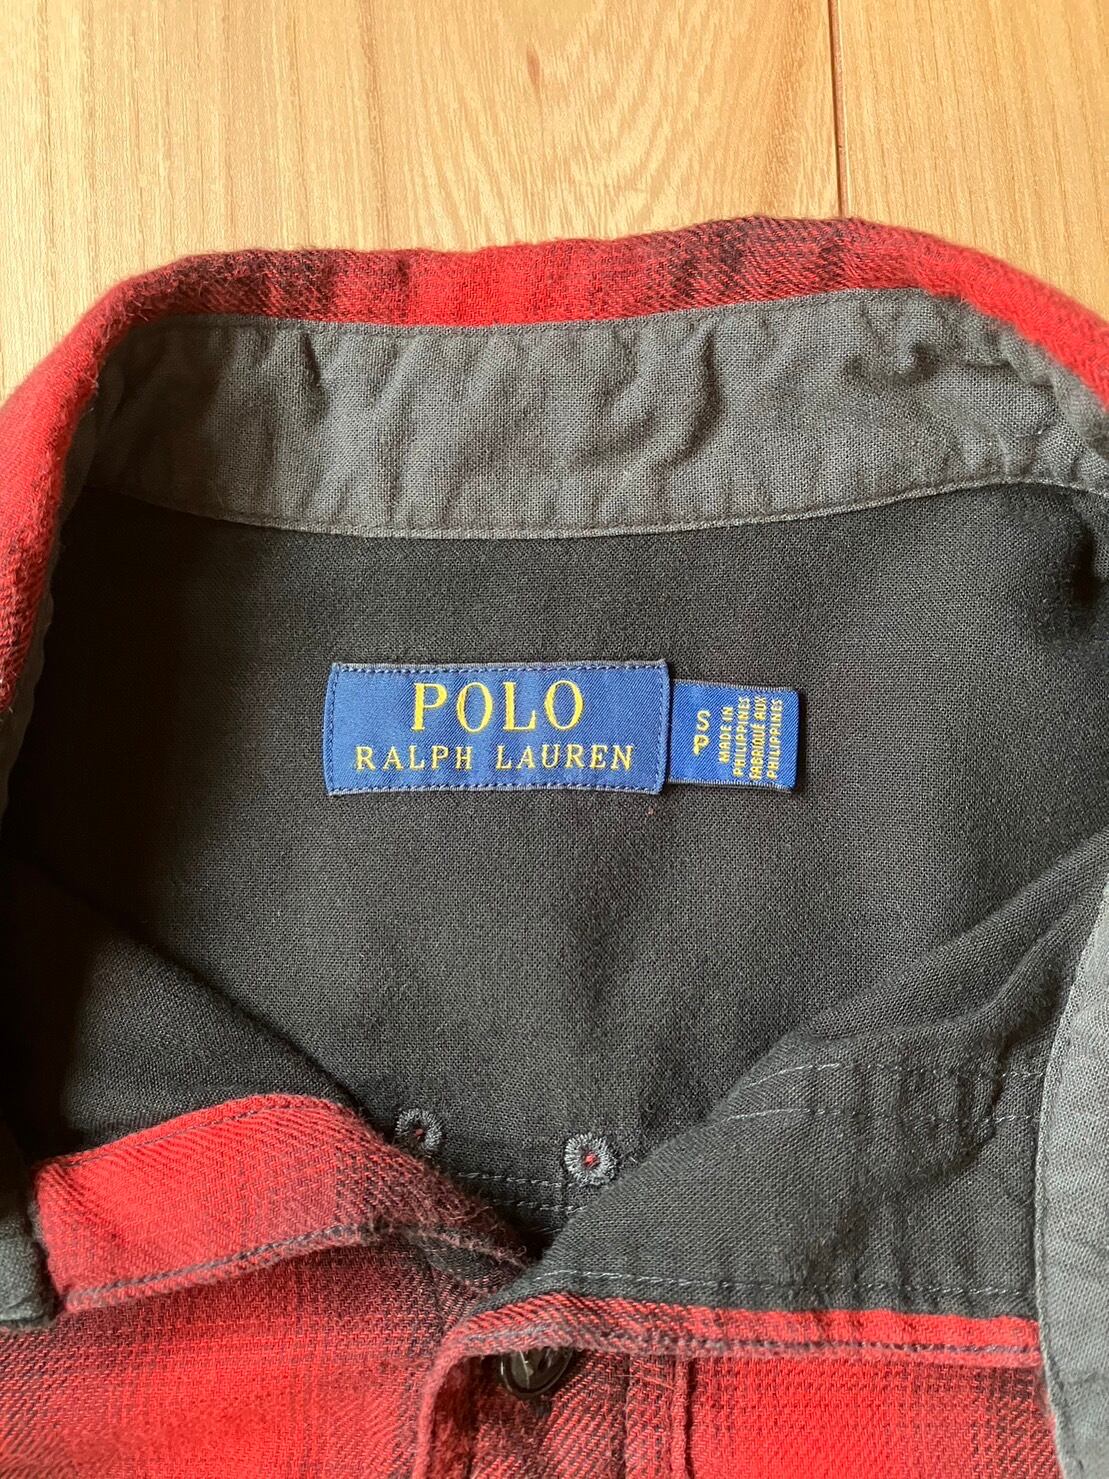 POLO
RALPH LAUREN
S
P
MADE IN
PHILIPPINES
FABRIQUÉ AUX
PHILIPPINES